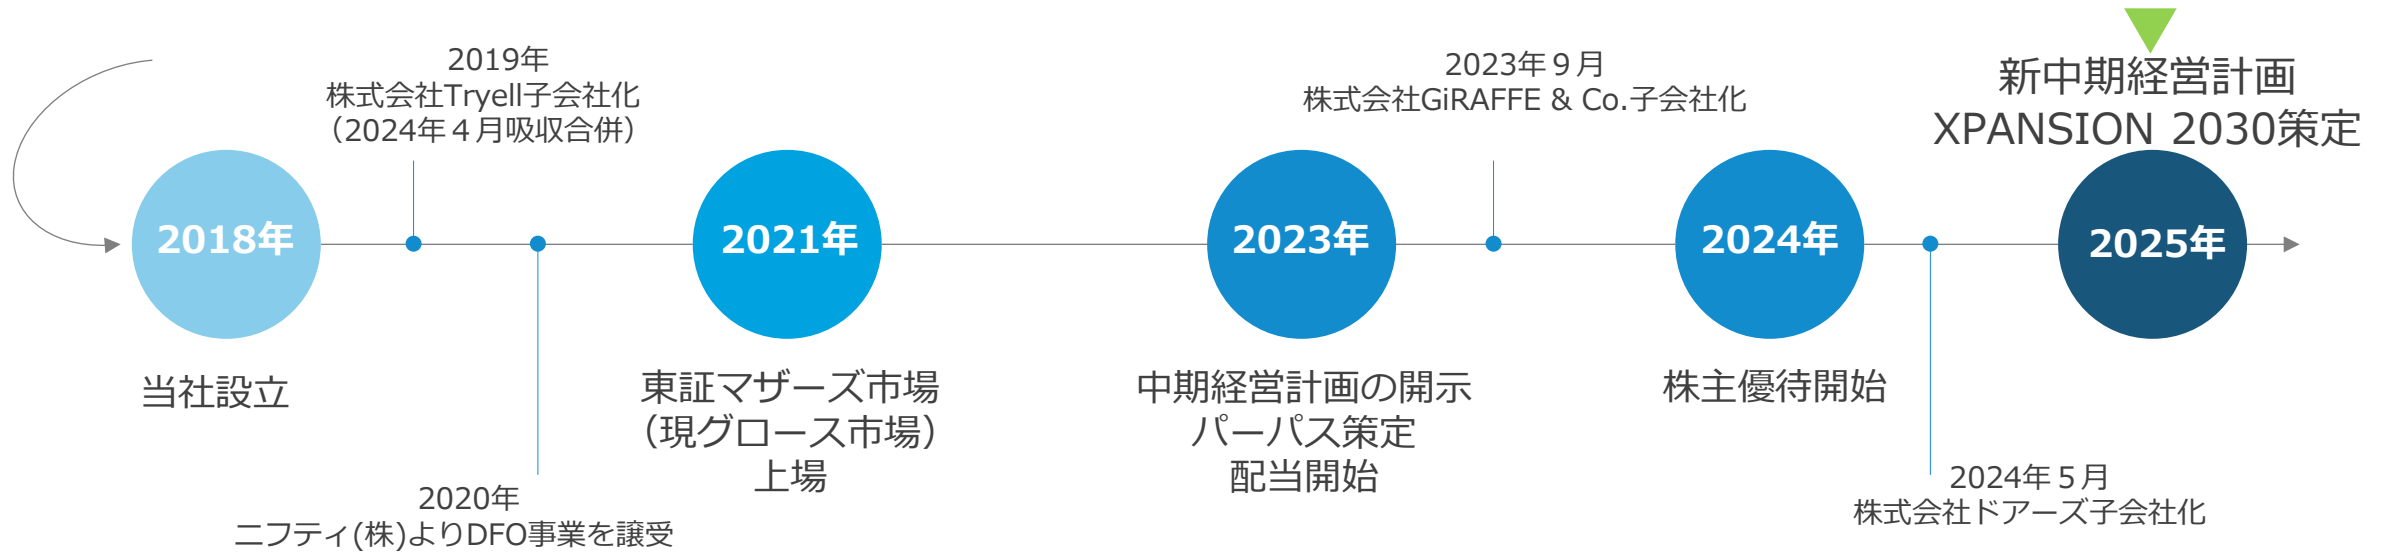 2019年
株式会社Tryell子会社化
（2024年４月吸収合併）
2023年９月
株式会社GiRAFFE & Co.子会社化
新中期経営計画
XPANSION 2030策定
2018年
2021年
2023年
2024年
2025年
当社設立
東証マザーズ市場
（現グロース市場）
上場
中期経営計画の開示
パーパス策定
配当開始
株主優待開始
2020年
ニフティ(株)よりDFO事業を譲受
2024年５月
株式会社ドアーズ子会社化